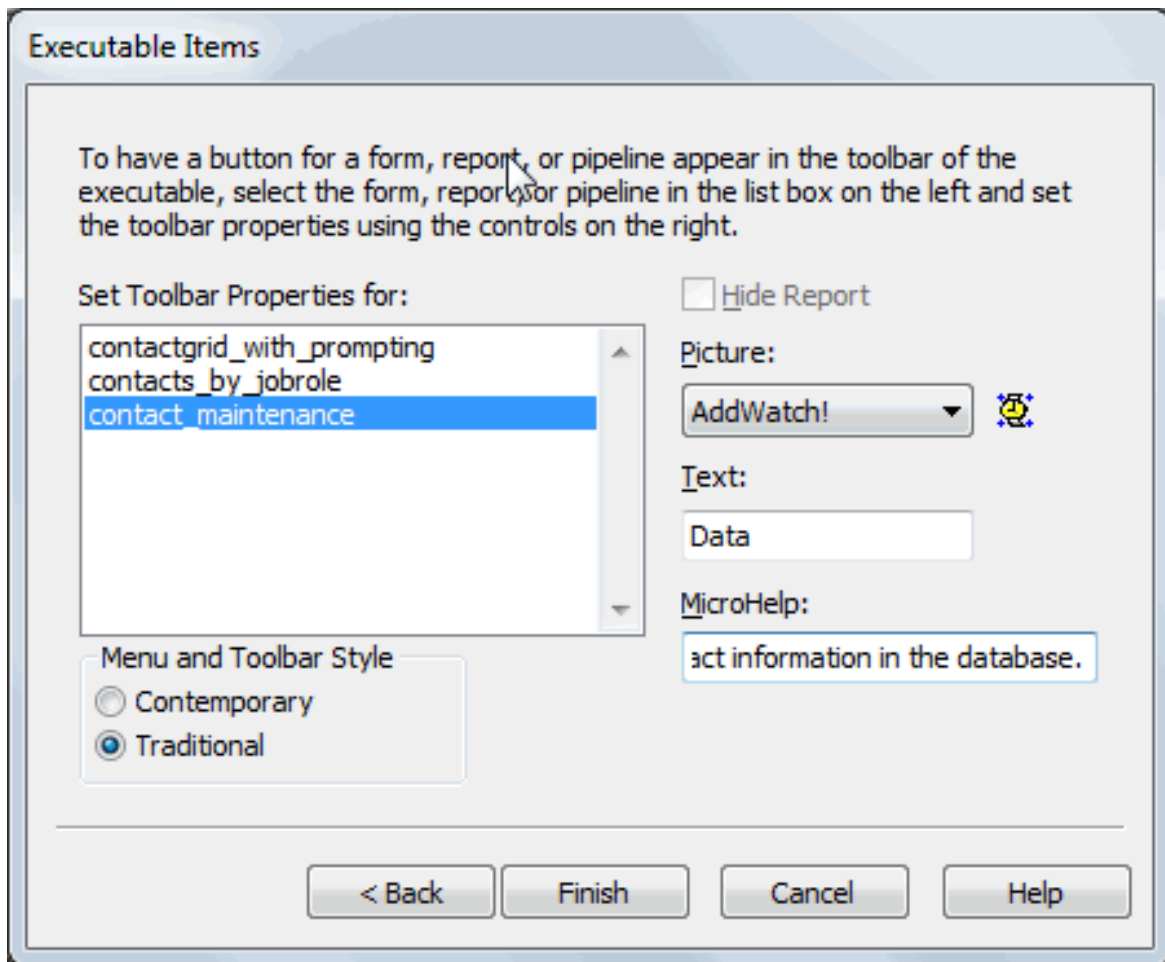 Executable Items
To have a button for a form, report, or pipeline appear in the toolbar of the
executable, select the form, report, or pipeline in the list box on the left and set
the toolbar properties using the controls on the right.
Set Toolbar Properties for:
contactgrid_with_prompting
contacts_by_jobrole
contact_maintenance
Menu and Toolbar Style
Contemporary
Traditional
Hide Report
Picture:
AddWatch!
Text:
Data
MicroHelp:
information in the database.
< Back
Finish
Cancel
Help